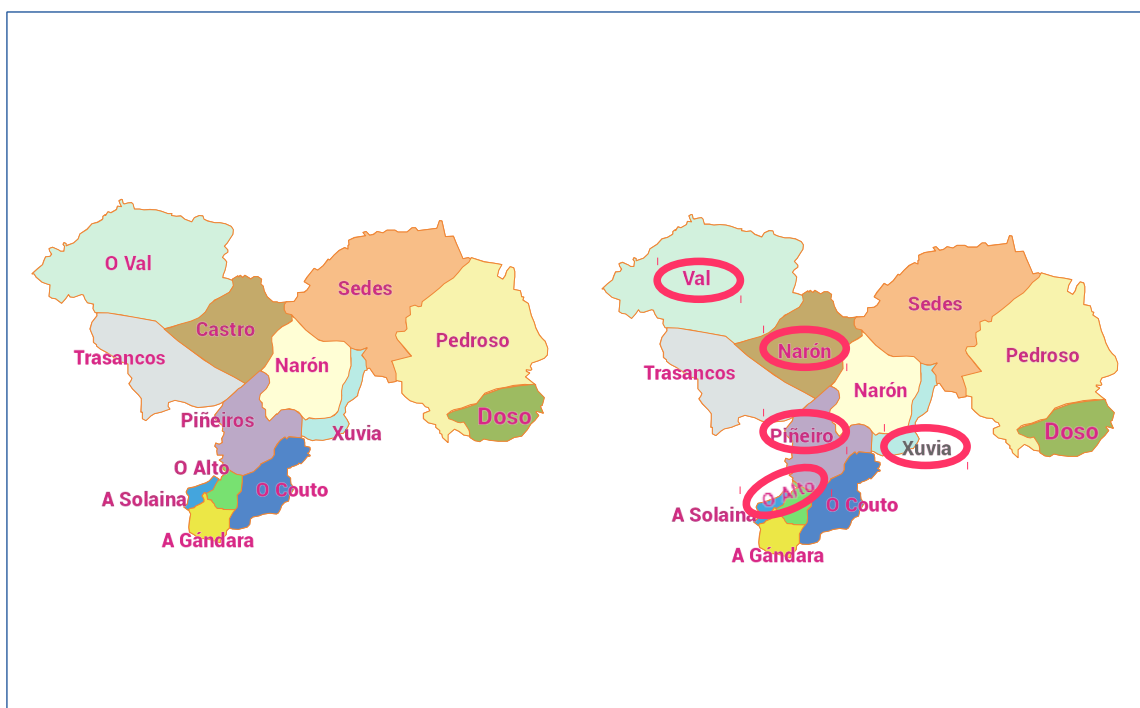 O Val
Sedes
Castro
Pedroso
Trasancos
Narón
Piñeiros
Doso
Xuvia
O Alto
O Couto
A Solaina
A Gándara
Val
Sedes
Narón
Pedroso
Trasancos
Narón
Piñeiro
Doso
Xuvia
O Alto
O Couto
A Solaina
A Gándara